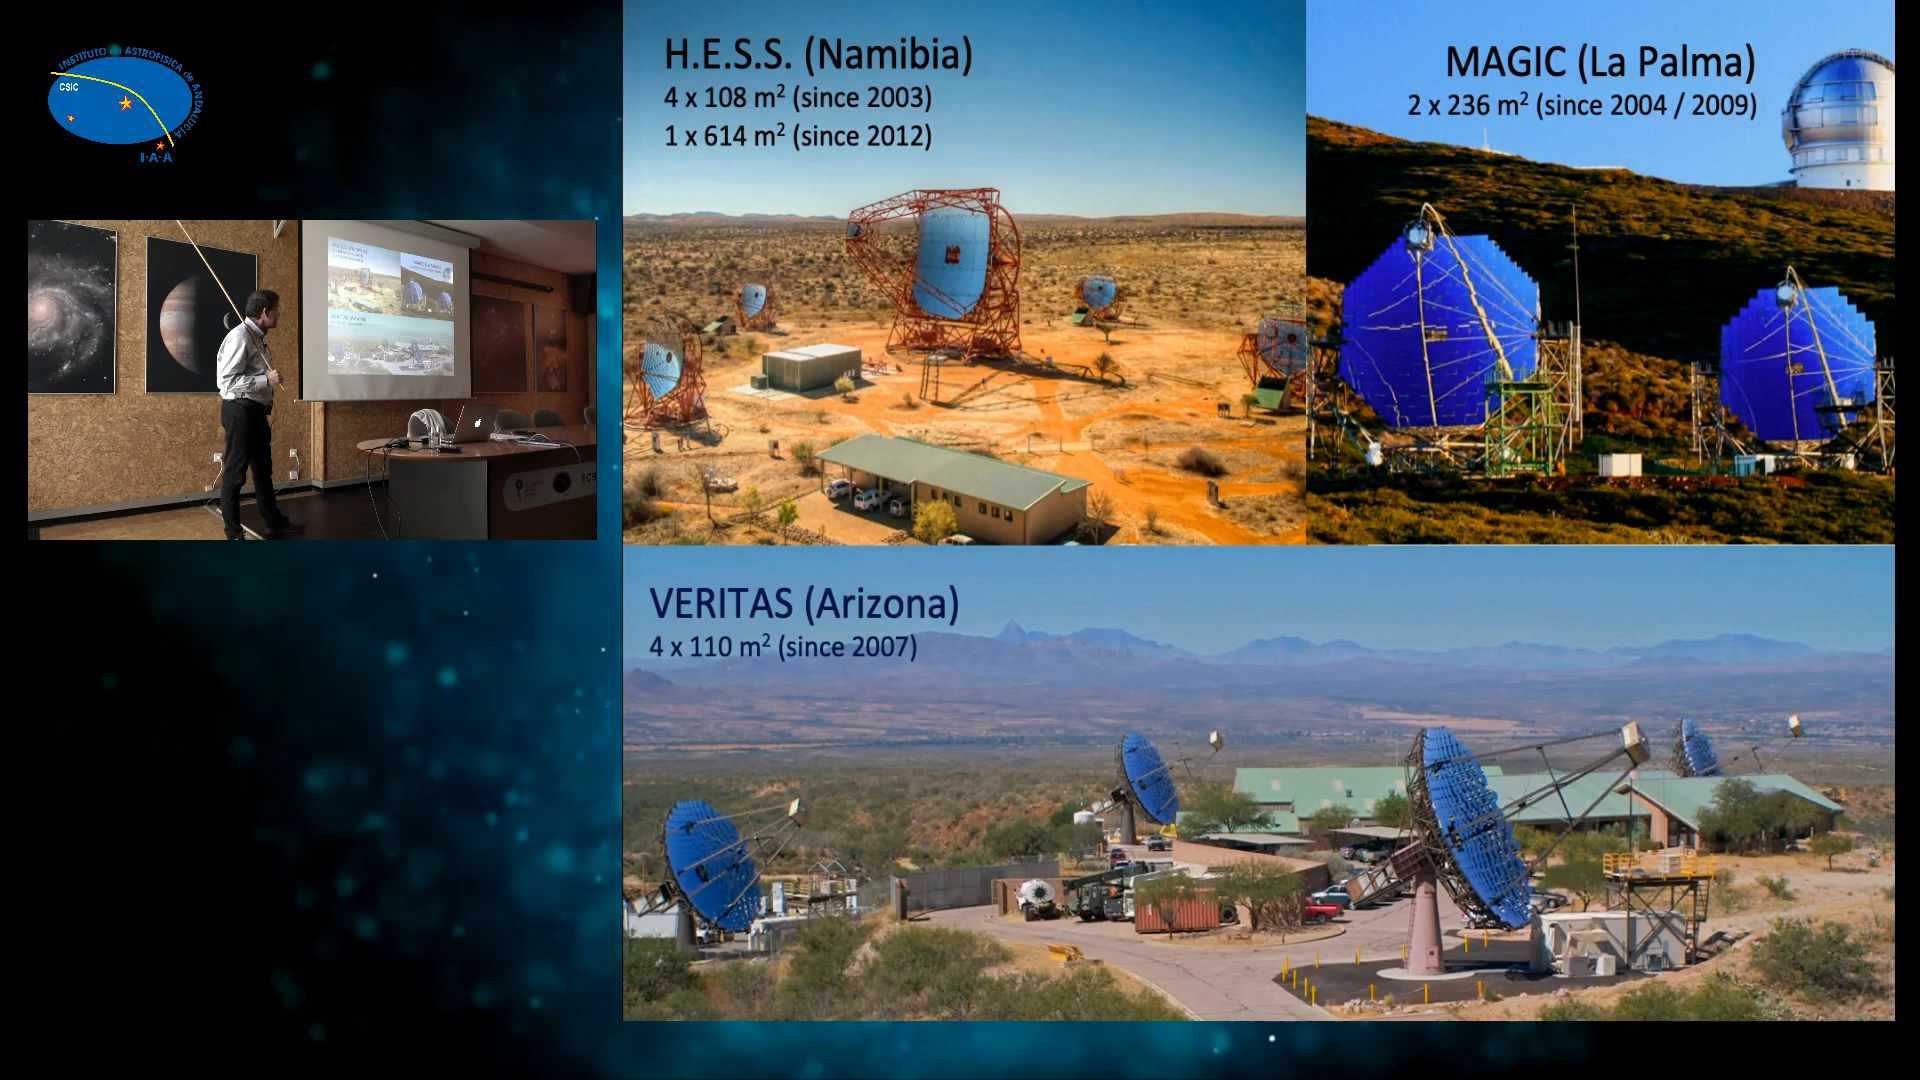 INSTITUTO de ASTROFISICA de ANDALUCIA
CSIC
I·A·A
H.E.S.S. (Namibia)
4 x 108 m² (since 2003)
1 x 614 m² (since 2012)
MAGIC (La Palma)
2 x 236 m² (since 2004 / 2009)
VERITAS (Arizona)
4 x 110 m² (since 2007)